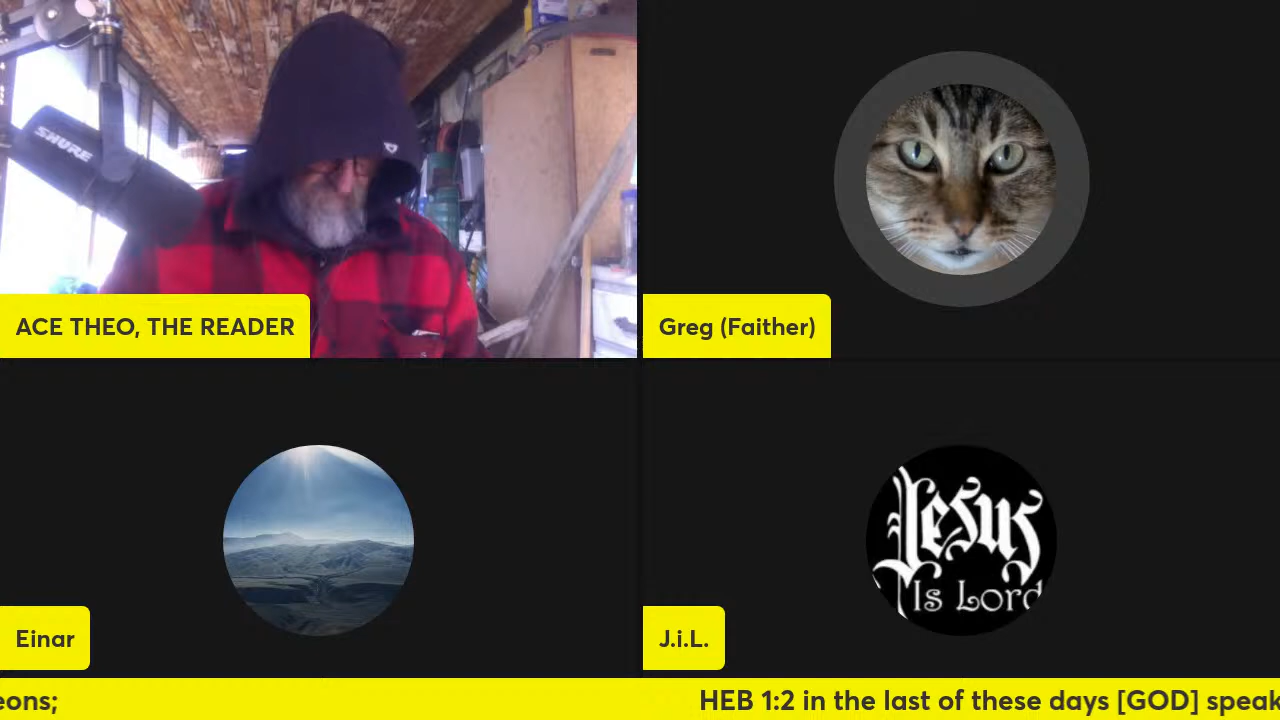 SHURE
ACE THEO, THE READER
Greg (Faither)
Einar
Jesus
Is Lord
J.i.L.
eons;
HEB 1:2 in the last of these days [GOD] speak